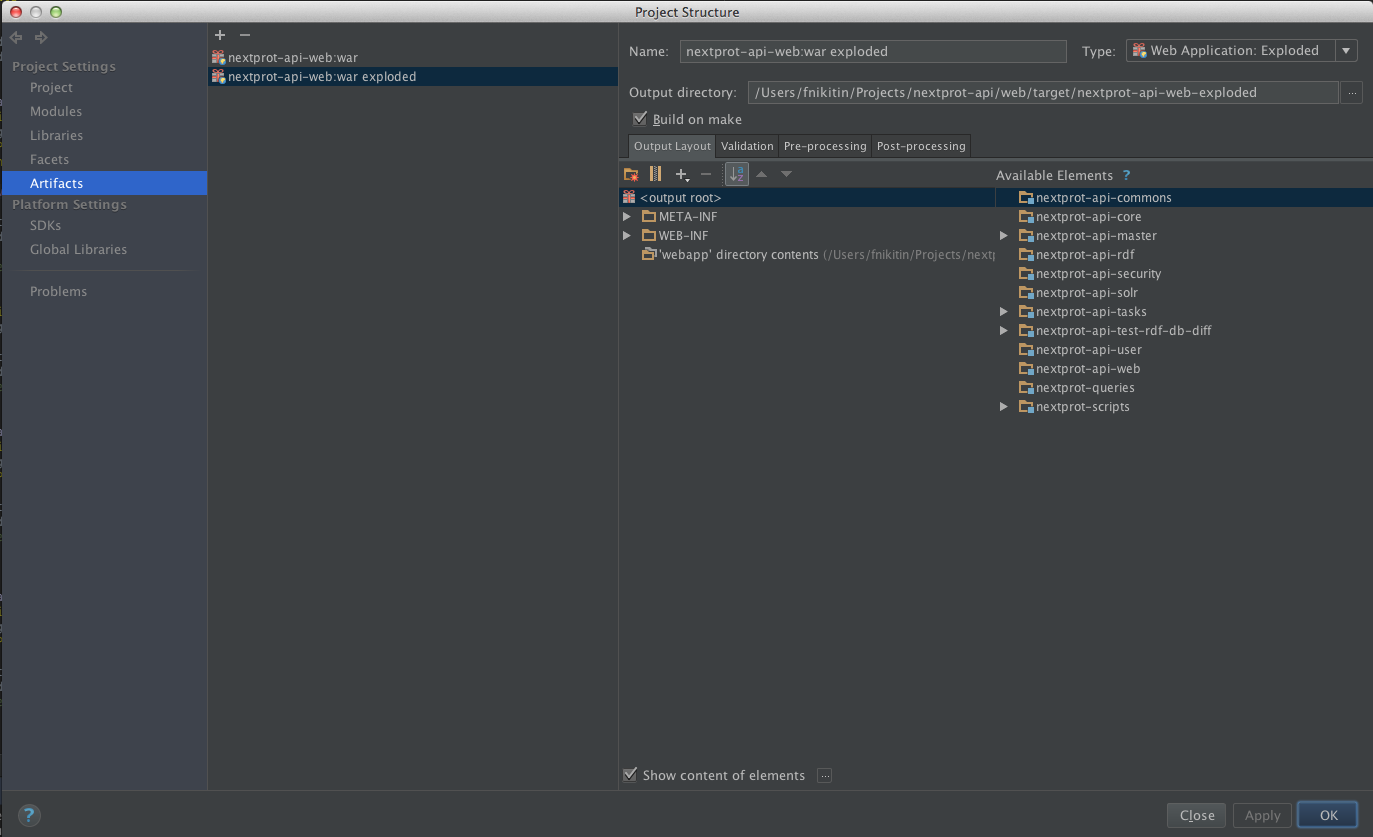 Project Structure
Project Settings
Project
Modules
Libraries
Facets
Artifacts
Platform Settings
SDKs
Global Libraries
Problems
nextprot-api-web:war
nextprot-api-web:war exploded
Name: nextprot-api-web:war exploded Type: Web Application: Exploded
Output directory: /Users/fnikitin/Projects/nextprot-api/web/target/nextprot-api-web-exploded ...
Build on make
Output Layout Validation Pre-processing Post-processing
Available Elements ?
<output root>
META-INF
WEB-INF
'webapp' directory contents (/Users/fnikitin/Projects/nextp
nextprot-api-commons
nextprot-api-core
nextprot-api-master
nextprot-api-rdf
nextprot-api-security
nextprot-api-solr
nextprot-api-tasks
nextprot-api-test-rdf-db-diff
nextprot-api-user
nextprot-api-web
nextprot-queries
nextprot-scripts
Show content of elements ...
? Close Apply OK